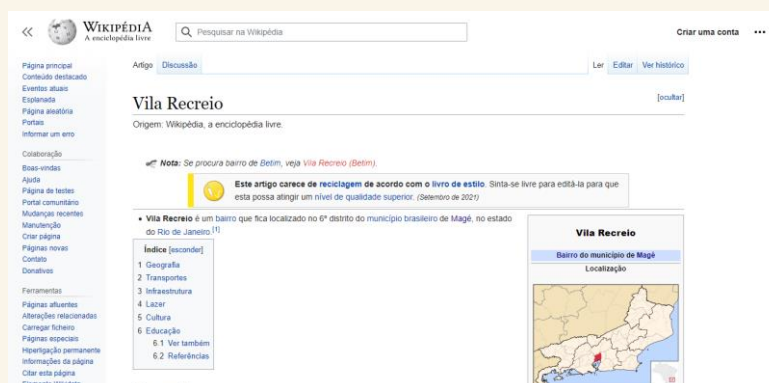 WIKIPÉDIA
A enciclopédia livre
Pesquisar na Wikipédia
Criar uma conta
Página principal
Conteúdo destacado
Eventos atuais
Esplanada
Página aleatória
Portais
Informar um erro
Colaboração
Boas-vindas
Ajuda
Página de testes
Portal comunitário
Mudanças recentes
Manutenção
Criar página
Páginas novas
Contato
Donativos
Ferramentas
Páginas afluentes
Alterações relacionadas
Carregar ficheiro
Páginas especiais
Hiperligação permanente
Informações da página
Citar esta página
Artigo Discussão
Ler Editar Ver histórico
Vila Recreio
[ocultar]
Origem: Wikipédia, a enciclopédia livre.
Nota: Se procura bairro de Betim, veja Vila Recreio (Betim).
Este artigo carece de reciclagem de acordo com o livro de estilo. Sinta-se livre para editá-la para que
esta possa atingir um nível de qualidade superior. (Setembro de 2021)
• Vila Recreio é um bairro que fica localizado no 6º distrito do município brasileiro de Magé, no estado
do Rio de Janeiro.[1]
Índice [esconder]
1 Geografia
2 Transportes
3 Infraestrutura
4 Lazer
5 Cultura
6 Educação
6.1 Ver também
6.2 Referências
Vila Recreio
Bairro do município de Magé
Localização